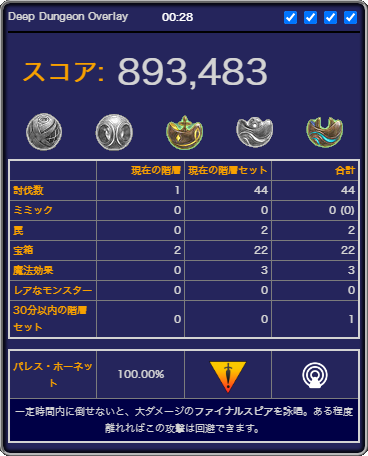 Deep Dungeon Overlay 00:28
スコア: 893,483
現在の階層 現在の階層セット 合計
討伐数 1 44 44
ミミック 0 0 0 (0)
罠 0 2 2
宝箱 2 22 22
魔法効果 0 3 3
レアなモンスター 0 0 0
30分以内の階層
セット 0 0 1
パレス・ホーネッ
ト 100.00%
一定時間内に倒せないと、大ダメージのファイナルスピアを詠唱。ある程度
離れればこの攻撃は回避できます。